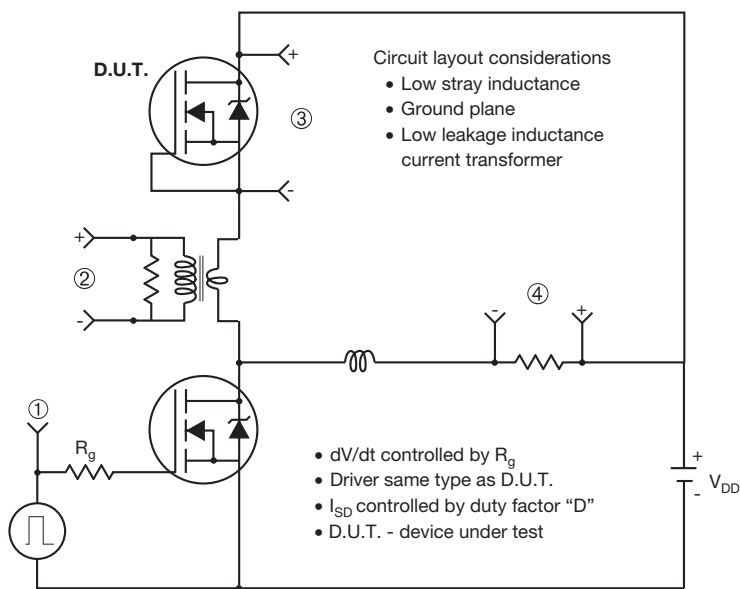 D.U.T.
+
③
-
Circuit layout considerations
• Low stray inductance
• Ground plane
• Low leakage inductance
current transformer
+
②
-
④
- +
①
Rg
• dV/dt controlled by Rg
• Driver same type as D.U.T.
• ISD controlled by duty factor “D”
• D.U.T. - device under test
+
VDD
-